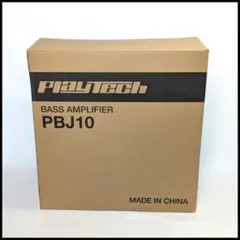 PLAYTECH
BASS AMPLIFIER
PBJ10
MADE IN CHINA